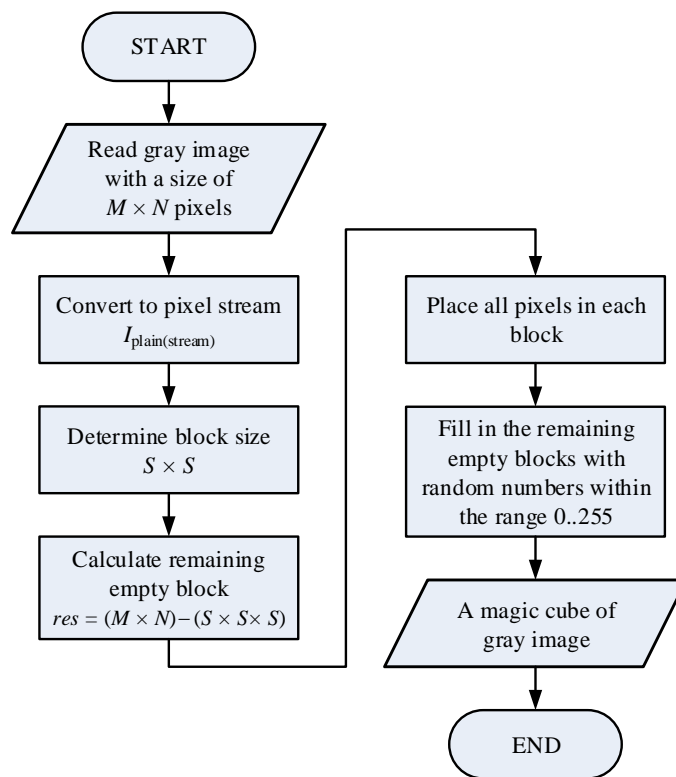 START
Read gray image
with a size of
M × N pixels
Convert to pixel stream
I_plain(stream)
Determine block size
S × S
Calculate remaining
empty block
res = (M × N) – (S × S× S)
Place all pixels in each
block
Fill in the remaining
empty blocks with
random numbers within
the range 0..255
A magic cube of
gray image
END